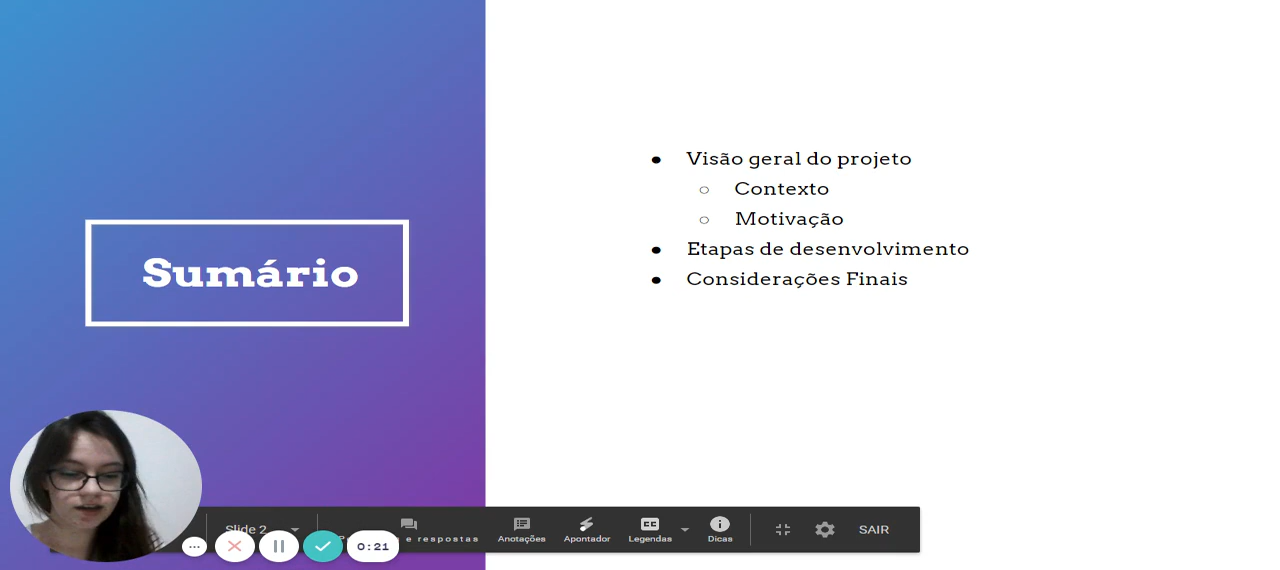 Sumário
● Visão geral do projeto
○ Contexto
○ Motivação
● Etapas de desenvolvimento
● Considerações Finais
Slide 2
e respostas
Anotações
Apontador
CC
Legendas
Dicas
SAIR
0:21